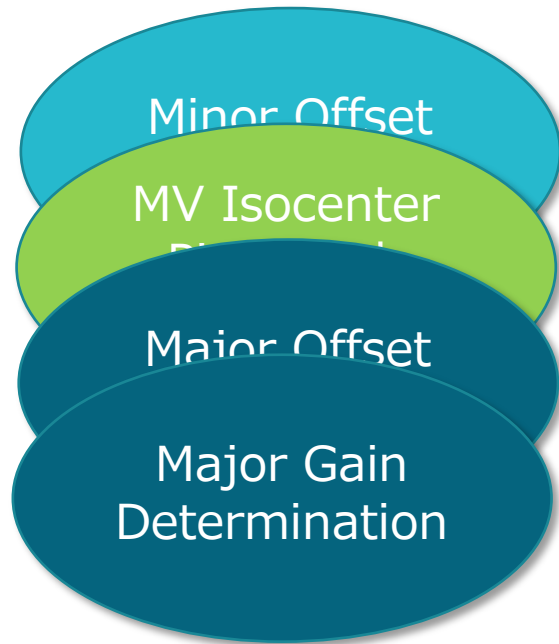 Minor Offset
MV Isocenter
Major Offset
Major Gain
Determination